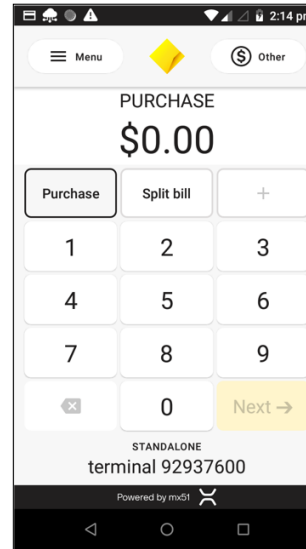 2:14 pm
Menu
Other
PURCHASE
$0.00
Purchase Split bill +
1 2 3
4 5 6
7 8 9
0 Next →
STANDALONE
terminal 92937600
Powered by mx51